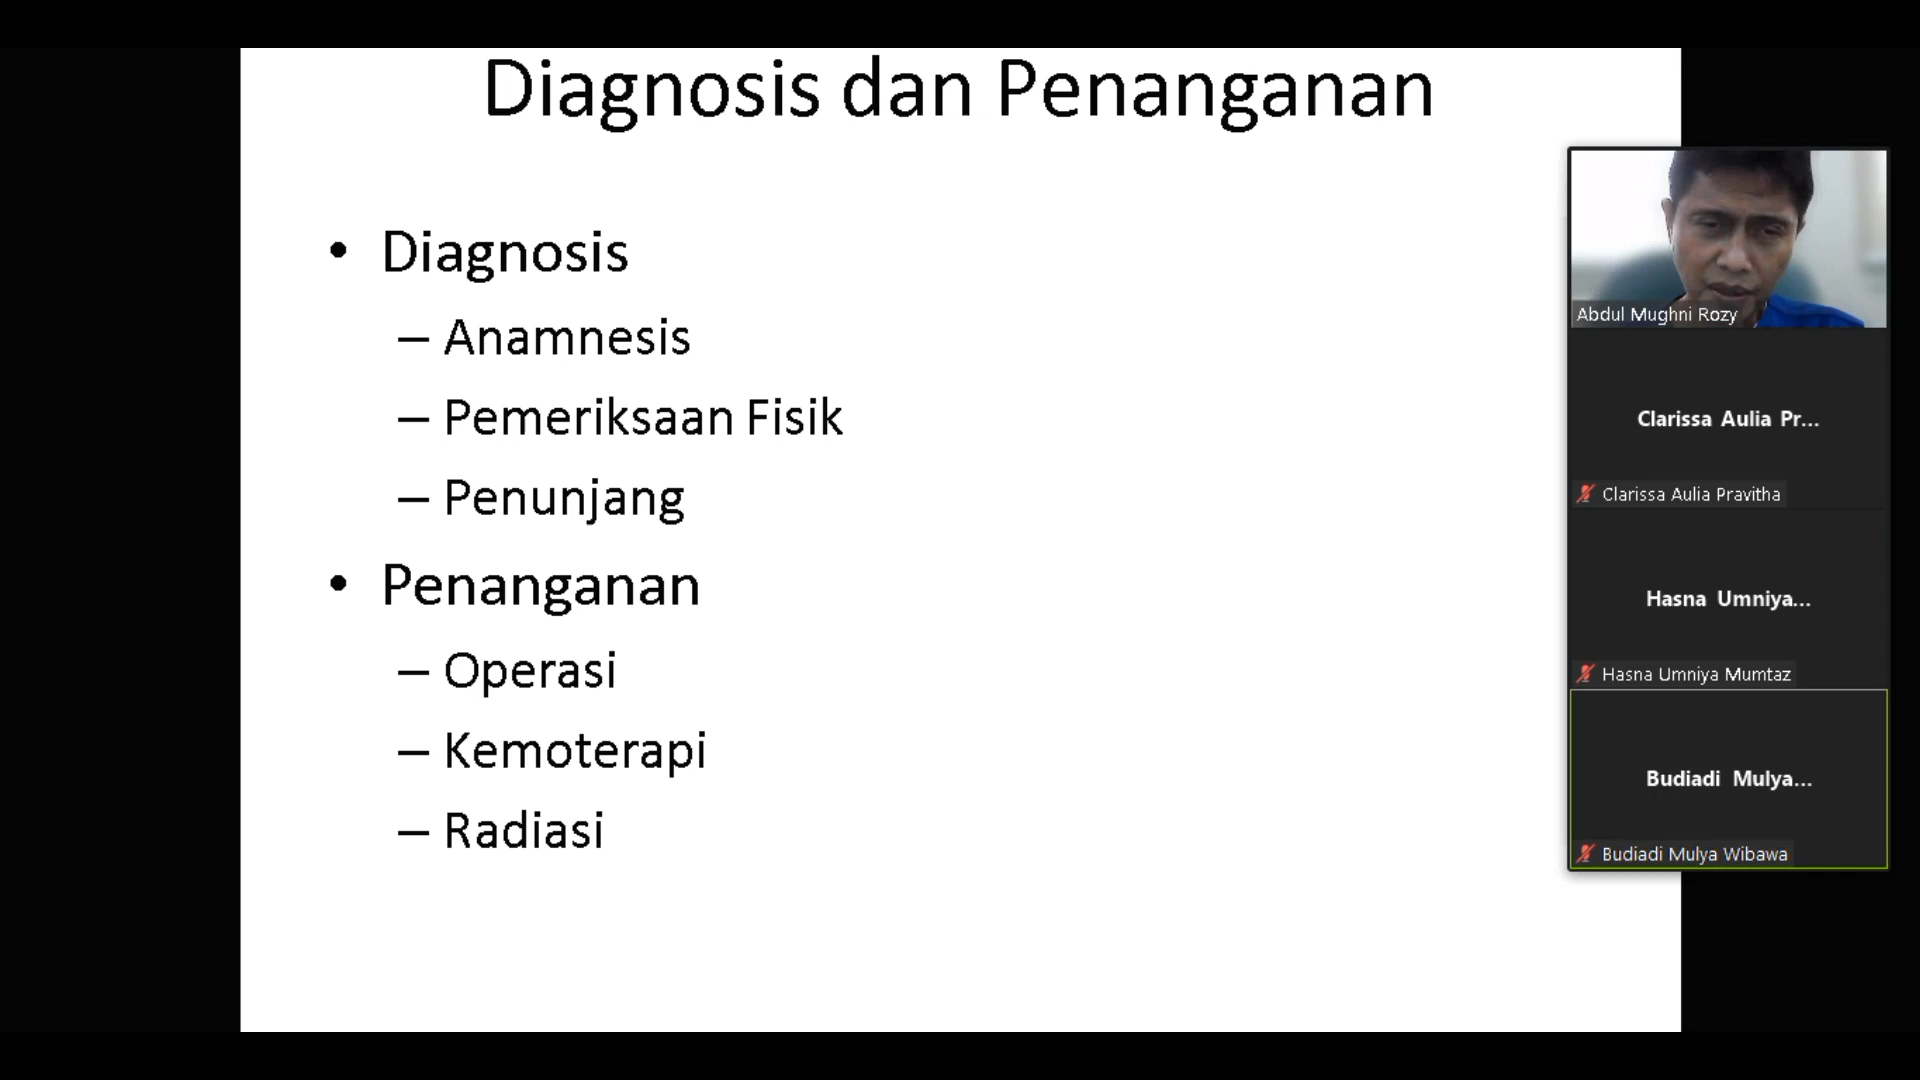 Diagnosis dan Penanganan
• Diagnosis
– Anamnesis
– Pemeriksaan Fisik
– Penunjang
• Penanganan
– Operasi
– Kemoterapi
– Radiasi
Abdul Mughni Rozy
Clarissa Aulia Pr...
Clarissa Aulia Pravitha
Hasna Umniya...
Hasna Umniya Mumtaz
Budiadi Mulya...
Budiadi Mulya Wibawa